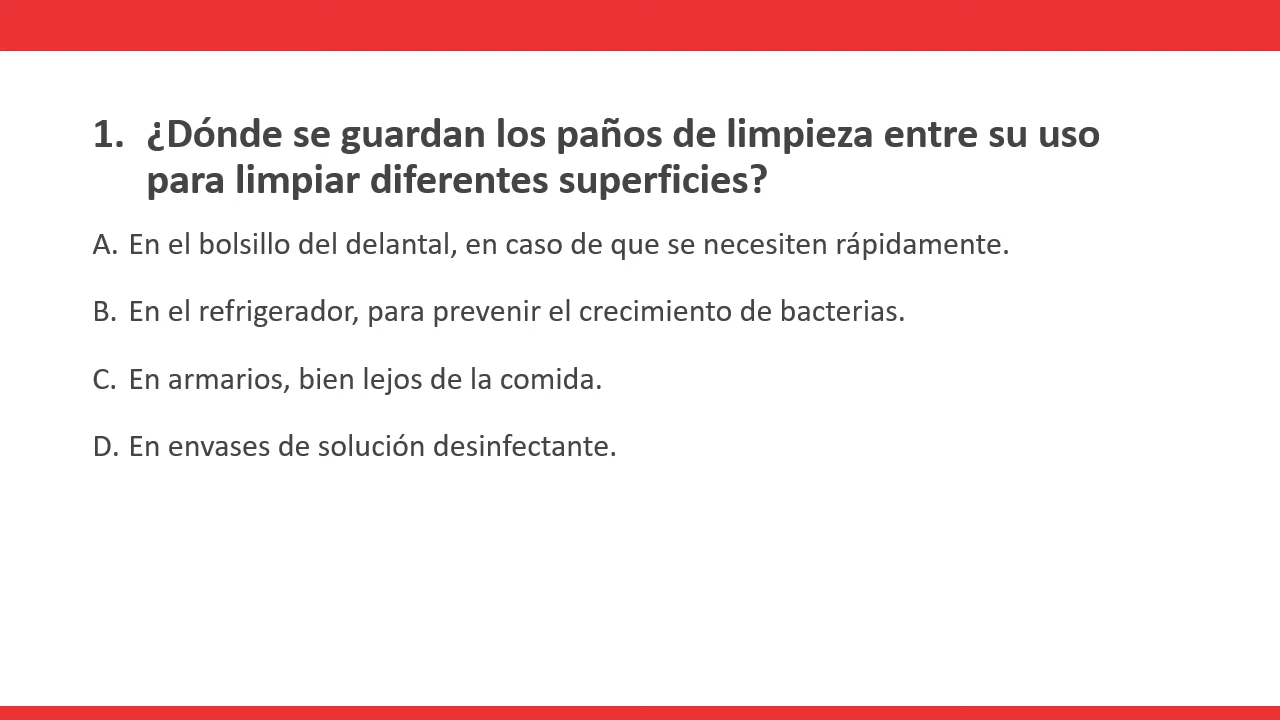 1. ¿Dónde se guardan los paños de limpieza entre su uso
para limpiar diferentes superficies?
A. En el bolsillo del delantal, en caso de que se necesiten rápidamente.
B. En el refrigerador, para prevenir el crecimiento de bacterias.
C. En armarios, bien lejos de la comida.
D. En envases de solución desinfectante.